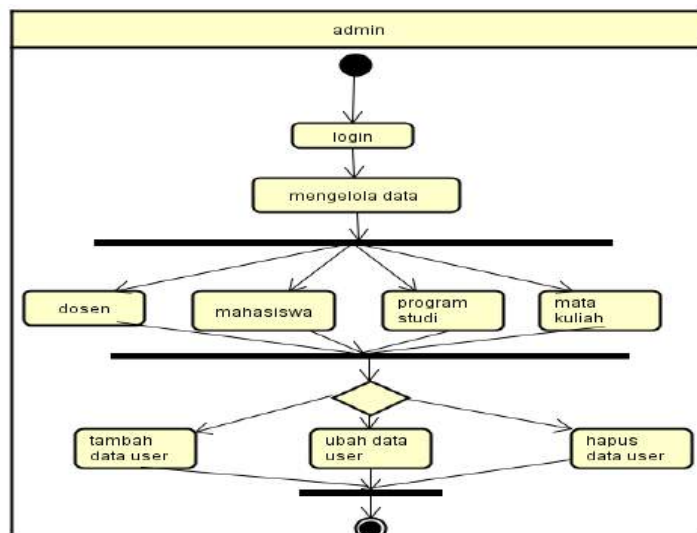 admin
login
mengelola data
dosen
mahasiswa
program
studi
mata
kuliah
tambah
data user
ubah data
user
hapus
data user